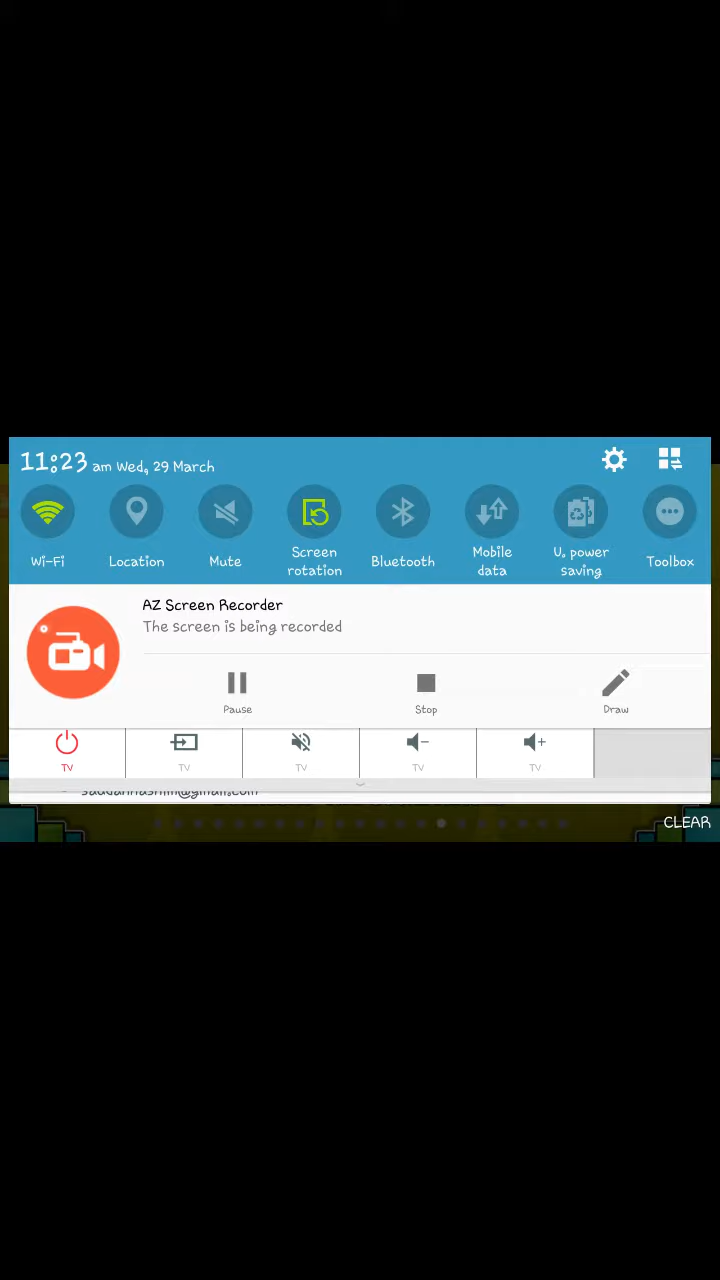 11:23 am Wed, 29 March
Wi-Fi
Location
Mute
Screen rotation
Bluetooth
Mobile data
U. power saving
Toolbox
AZ Screen Recorder
The screen is being recorded
Pause
Stop
Draw
TV
TV
TV
TV
TV
CLEAR